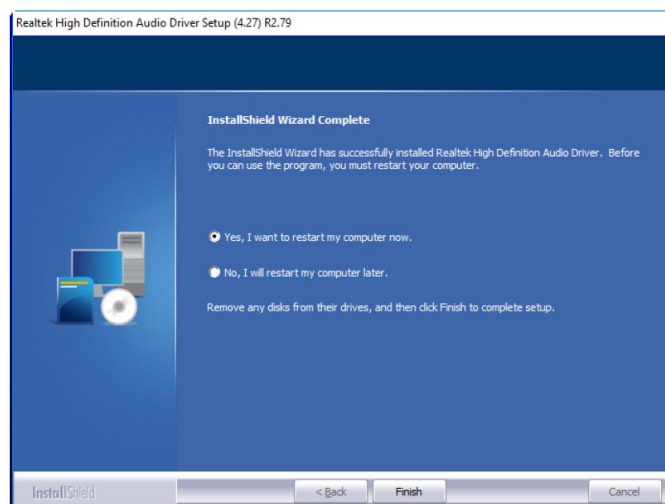 Realtek High Definition Audio Driver Setup (4.27) R2.79
InstallShield Wizard Complete
The InstallShield Wizard has successfully installed Realtek High Definition Audio Driver. Before
you can use the program, you must restart your computer.
Yes, I want to restart my computer now.
No, I will restart my computer later.
Remove any disks from their drives, and then click Finish to complete setup.
InstallShield
< Back
Finish
Cancel